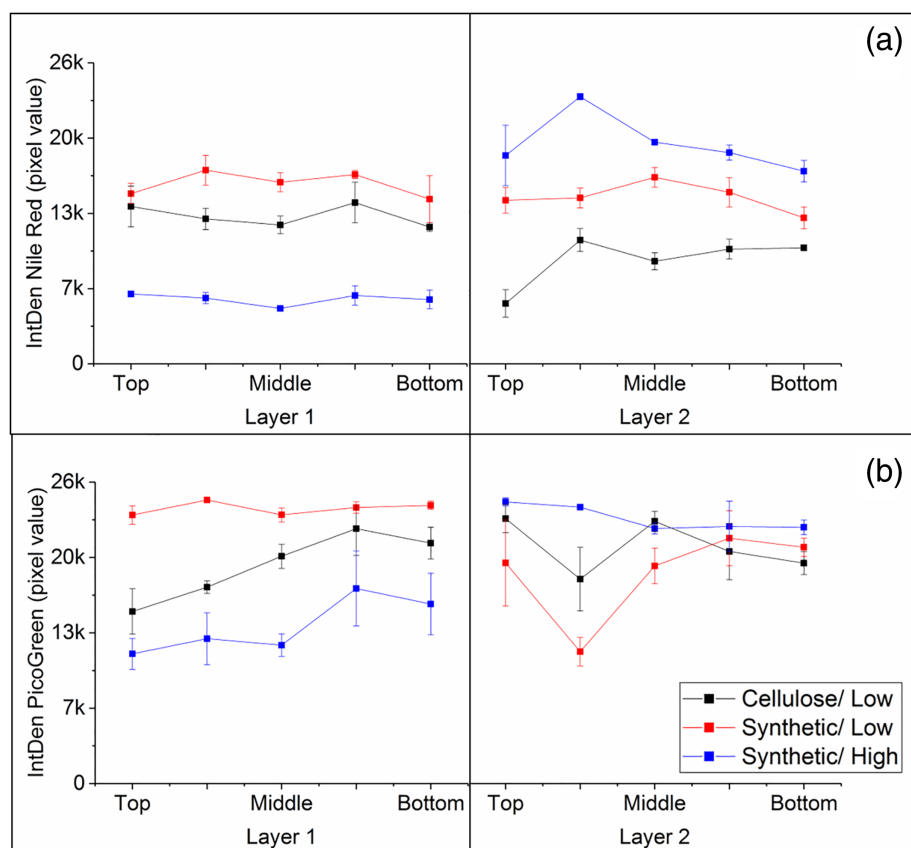 (a)
IntDen Nile Red (pixel value)
26k
20k
13k
7k
0
Top Middle Bottom
Layer 1
Top Middle Bottom
Layer 2
(b)
IntDen PicoGreen (pixel value)
26k
20k
13k
7k
0
Top Middle Bottom
Layer 1
Cellulose/ Low
Synthetic/ Low
Synthetic/ High
Top Middle Bottom
Layer 2